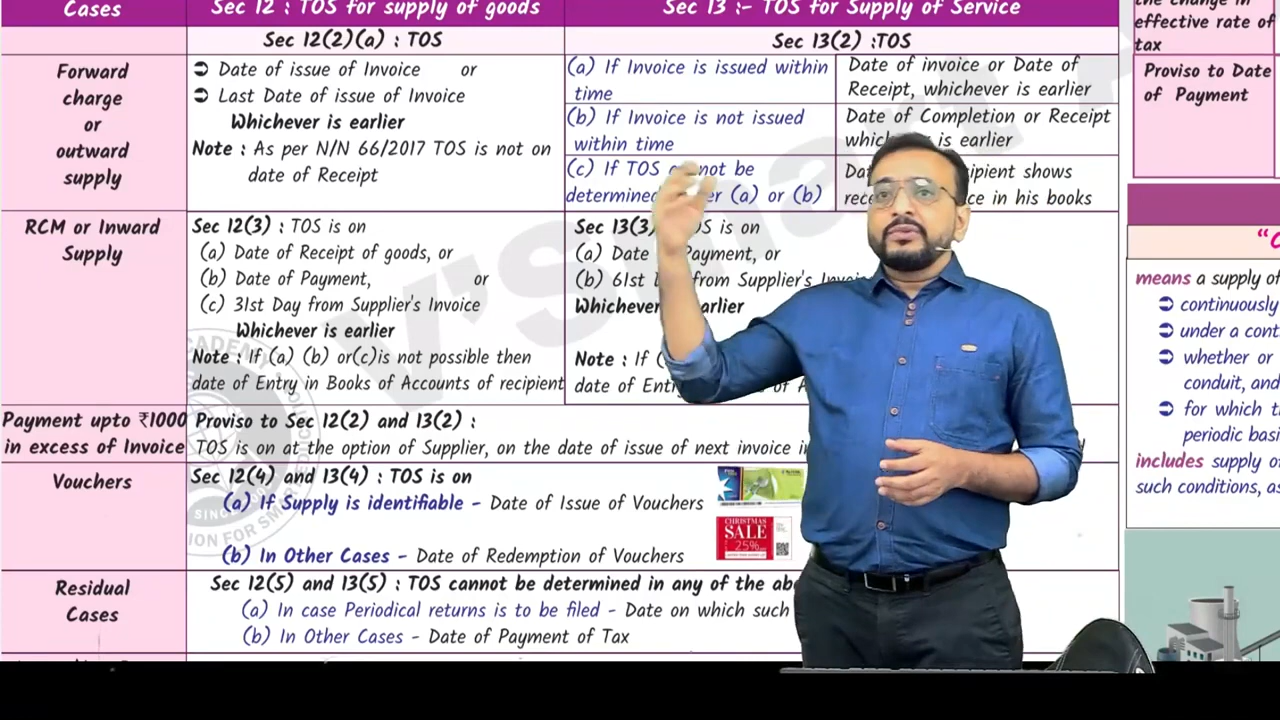 Cases
Sec 12 : TOS for supply of goods
Sec 13 :- TOS for Supply of Service
Sec 12(2)(a) : TOS
Sec 13(2) :TOS
Forward
charge
or
outward
supply
➲ Date of issue of Invoice or
➲ Last Date of issue of Invoice
Whichever is earlier
Note : As per N/N 66/2017 TOS is not on
date of Receipt
(a) If Invoice is issued within
time
Date of invoice or Date of
Receipt, whichever is earlier
(b) If Invoice is not issued
within time
Date of Completion or Receipt
is earlier
(c) If TOS be
(a) or (b)
shows
in his books
RCM or Inward
Supply
Sec 12(3) : TOS is on
(a) Date of Receipt of goods, or
(b) Date of Payment, or
(c) 31st Day from Supplier's Invoice
Whichever is earlier
Note : If (a) (b) or(c)is not possible then
date of Entry in Books of Accounts of recipient
Sec 13(3) is on
(a) Date Payment, or
(b) 61st from Supplier's
Note : If
date of
Payment upto ₹1000
in excess of Invoice
Proviso to Sec 12(2) and 13(2) :
TOS is on at the option of Supplier, on the date of issue of next invoice
Vouchers
Sec 12(4) and 13(4) : TOS is on
(a) If Supply is identifiable - Date of Issue of Vouchers
(b) In Other Cases - Date of Redemption of Vouchers
CHRISTMAS
SALE
25%
Residual
Cases
Sec 12(5) and 13(5) : TOS cannot be determined in any of the
(a) In case Periodical returns is to be filed - Date on which such
(b) In Other Cases - Date of Payment of Tax
the change in
effective rate of
tax
Proviso to Date
of Payment
means a supply of
➲ continuously
➲ under a
➲ whether or
conduit, and
➲ for which
periodic
includes supply
such conditions,
V'Smart